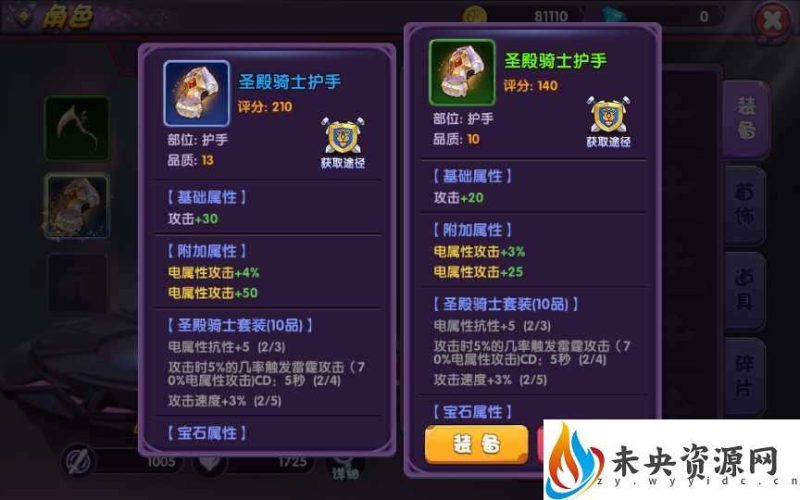 角色
81110
0
圣殿骑士护手
评分: 210
部位: 护手
品质: 13
获取途径
【基础属性】
攻击+30
【附加属性】
电属性攻击+4%
电属性攻击+50
【圣殿骑士套装(10品)】
电属性抗性+5 (2/3)
攻击时5%的几率触发雷霆攻击（7
0%电属性攻击)CD：5秒 (2/4)
攻击速度+3% (2/5)
【宝石属性】
圣殿骑士护手
评分: 140
部位: 护手
品质: 10
获取途径
【基础属性】
攻击+20
【附加属性】
电属性攻击+3%
电属性攻击+25
【圣殿骑士套装(10品)】
电属性抗性+5 (2/3)
攻击时5%的几率触发雷霆攻击（7
0%电属性攻击)CD：5秒 (2/4)
攻击速度+3% (2/5)
【宝石属性】
装备
装备
首饰
道具
碎片
1005
1725
详细
未央资源网
zy.wyyidc.cn